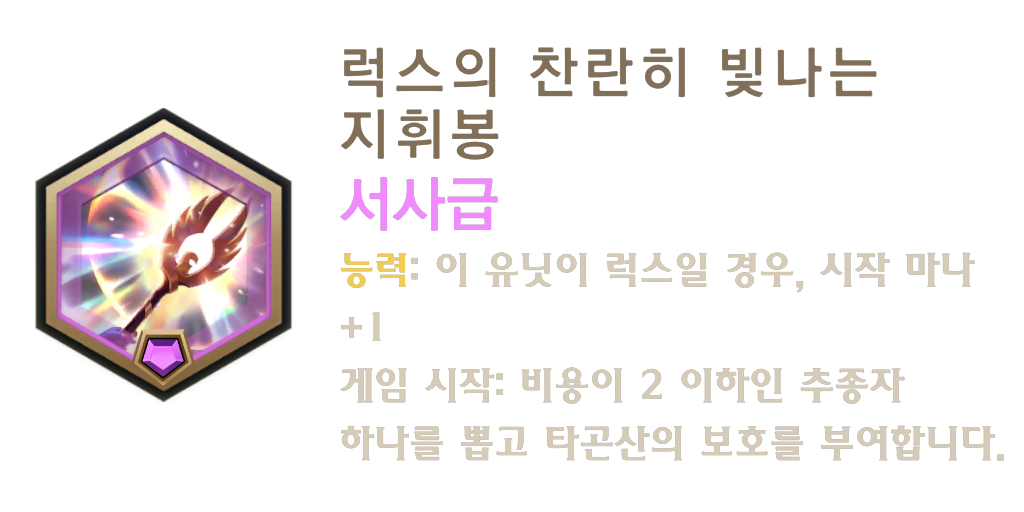 럭스의 찬란히 빛나는
지휘봉
서사급
능력: 이 유닛이 럭스일 경우, 시작 마나
+1
게임 시작: 비용이 2 이하인 추종자
하나를 뽑고 타곤산의 보호를 부여합니다.